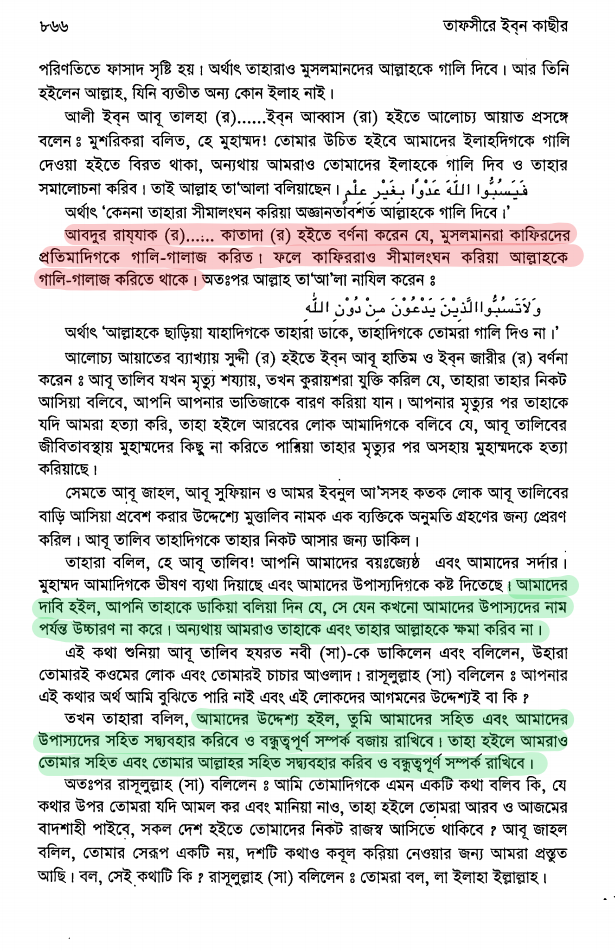 ৮৬৬
তাফসীরে ইব্‌ন কাছীর
পরিণতিতে ফাসাদ সৃষ্টি হয়। অর্থাৎ তাহারাও মুসলমানদের আল্লাহকে গালি দিবে। আর তিনি
হইলেন আল্লাহ, যিনি ব্যতীত অন্য কোন ইলাহ নাই।
আলী ইব্‌ন আবূ তালহা (র)......ইব্‌ন আব্বাস (রা) হইতে আলোচ্য আয়াত প্রসঙ্গে
বলেন ঃ মুশরিকরা বলিত, হে মুহাম্মদ! তোমার উচিত হইবে আমাদের ইলাহদিগকে গালি
দেওয়া হইতে বিরত থাকা, অন্যথায় আমরাও তোমাদের ইলাহকে গালি দিব ও তাহার
সমালোচনা করিব। তাই আল্লাহ তা'আলা বলিয়াছেন। فَيَسُبُّوا اللَّهَ عَدْوًا بِغَيْرِ عِلْمٍ
অর্থাৎ 'কেননা তাহারা সীমালংঘন করিয়া অজ্ঞানতাবশত আল্লাহকে গালি দিবে।'
আবদুর রায্‌যাক (র)...... কাতাদা (র) হইতে বর্ণনা করেন যে, মুসলমানরা কাফিরদের
প্রতিমাদিগকে গালি-গালাজ করিত। ফলে কাফিররাও সীমালংঘন করিয়া আল্লাহকে
গালি-গালাজ করিতে থাকে। অতঃপর আল্লাহ তা'আ'লা নাযিল করেন ঃ
وَلَاتَسُبُّوا الَّذِيْنَ يَدْعُوْنَ مِنْ دُوْنِ اللّٰهِ
অর্থাৎ 'আল্লাহকে ছাড়িয়া যাহাদিগকে তাহারা ডাকে, তাহাদিগকে তোমরা গালি দিও না।'
আলোচ্য আয়াতের ব্যাখ্যায় সুদ্দী (র) হইতে ইব্‌ন আবূ হাতিম ও ইব্‌ন জারীর (র) বর্ণনা
করেন ঃ আবূ তালিব যখন মৃত্যু শয্যায়, তখন কুরায়শরা যুক্তি করিল যে, তাহারা তাহার নিকট
আসিয়া বলিবে, আপনি আপনার ভাতিজাকে বারণ করিয়া যান। আপনার মৃত্যুর পর তাহাকে
যদি আমরা হত্যা করি, তাহা হইলে আরবের লোক আমাদিগকে বলিবে যে, আবূ তালিবের
জীবিতাবস্থায় মুহাম্মদের কিছু না করিতে পারিয়া তাহার মৃত্যুর পর অসহায় মুহাম্মদকে হত্যা
করিয়াছে।
সেমতে আবূ জাহল, আবূ সুফিয়ান ও আমর ইবনুল আ'সসহ কতক লোক আবূ তালিবের
বাড়ি আসিয়া প্রবেশ করার উদ্দেশ্যে মুত্তালিব নামক এক ব্যক্তিকে অনুমতি গ্রহণের জন্য প্রেরণ
করিল। আবূ তালিব তাহাদিগকে তাহার নিকট আসার জন্য ডাকিল।
তাহারা বলিল, হে আবূ তালিব! আপনি আমাদের বয়ঃজ্যেষ্ঠ এবং আমাদের সর্দার।
মুহাম্মদ আমাদিগকে ভীষণ ব্যথা দিয়াছে এবং আমাদের উপাস্যদিগকে কষ্ট দিতেছে। আমাদের
দাবি হইল, আপনি তাহাকে ডাকিয়া বলিয়া দিন যে, সে যেন কখনো আমাদের উপাস্যদের নাম
পর্যন্ত উচ্চারণ না করে। অন্যথায় আমরাও তাহাকে এবং তাহার আল্লাহকে ক্ষমা করিব না।
এই কথা শুনিয়া আবূ তালিব হযরত নবী (সা)-কে ডাকিলেন এবং বলিলেন, উহারা
তোমারই কওমের লোক এবং তোমারই চাচার আওলাদ। রাসূলুল্লাহ (সা) বলিলেন ঃ আপনার
এই কথার অর্থ আমি বুঝিতে পারি নাই এবং এই লোকদের আগমনের উদ্দেশ্যই বা কি ?
তখন তাহারা বলিল, আমাদের উদ্দেশ্য হইল, তুমি আমাদের সহিত এবং আমাদের
উপাস্যদের সহিত সদ্ব্যবহার করিবে ও বন্ধুত্বপূর্ণ সম্পর্ক বজায় রাখিবে। তাহা হইলে আমরাও
তোমার সহিত এবং তোমার আল্লাহর সহিত সদ্ব্যবহার করিব ও বন্ধুত্বপূর্ণ সম্পর্ক রাখিবে।
অতঃপর রাসূলুল্লাহ (সা) বলিলেন ঃ আমি তোমাদিগকে এমন একটি কথা বলিব কি, যে
কথার উপর তোমরা যদি আমল কর এবং মানিয়া নাও, তাহা হইলে তোমরা আরব ও আজমের
বাদশাহী পাইবে, সকল দেশ হইতে তোমাদের নিকট রাজস্ব আসিতে থাকিবে ? আবূ জাহল
বলিল, তোমার সেরূপ একটি নয়, দশটি কথাও কবূল করিয়া নেওয়ার জন্য আমরা প্রস্তুত
আছি। বল, সেই কথাটি কি ? রাসূলুল্লাহ (সা) বলিলেন ঃ তোমরা বল, লা ইলাহা ইল্লাল্লাহ।